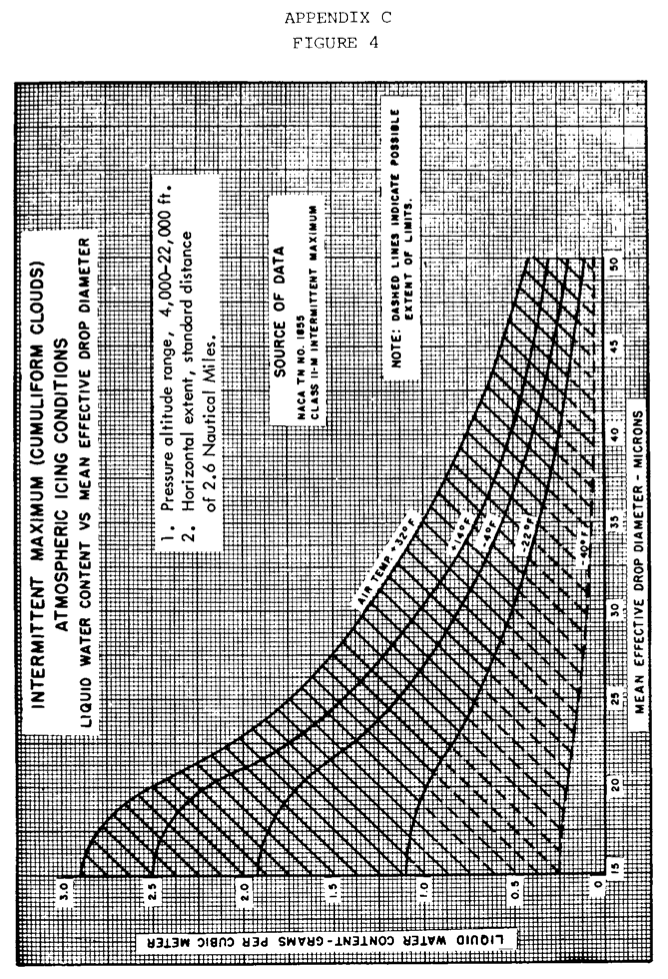 APPENDIX C
FIGURE 4
INTERMITTENT MAXIMUM (CUMULIFORM CLOUDS)
ATMOSPHERIC ICING CONDITIONS
LIQUID WATER CONTENT VS MEAN EFFECTIVE DROP DIAMETER
1. Pressure altitude range, 4,000-22,000 ft.
2. Horizontal extent, standard distance
of 2.6 Nautical Miles.
SOURCE OF DATA
NACA TN NO. 1855
CLASS II-M INTERMITTENT MAXIMUM
NOTE: DASHED LINES INDICATE POSSIBLE
EXTENT OF LIMITS.
AIR TEMP. - 32°F
+14°F
-4°F
-22°F
-40°F
LIQUID WATER CONTENT-GRAMS PER CUBIC METER
3.0
2.5
2.0
1.5
1.0
0.5
0
15
20
25
30
35
40
45
50
MEAN EFFECTIVE DROP DIAMETER - MICRONS